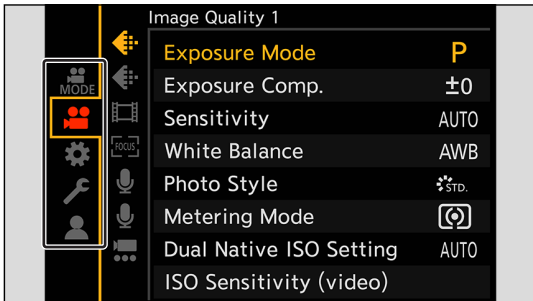 Image Quality 1
Exposure Mode P
MODE
Exposure Comp. ±0
Sensitivity AUTO
FOCUS
White Balance AWB
Photo Style STD.
Metering Mode
Dual Native ISO Setting AUTO
ISO Sensitivity (video)